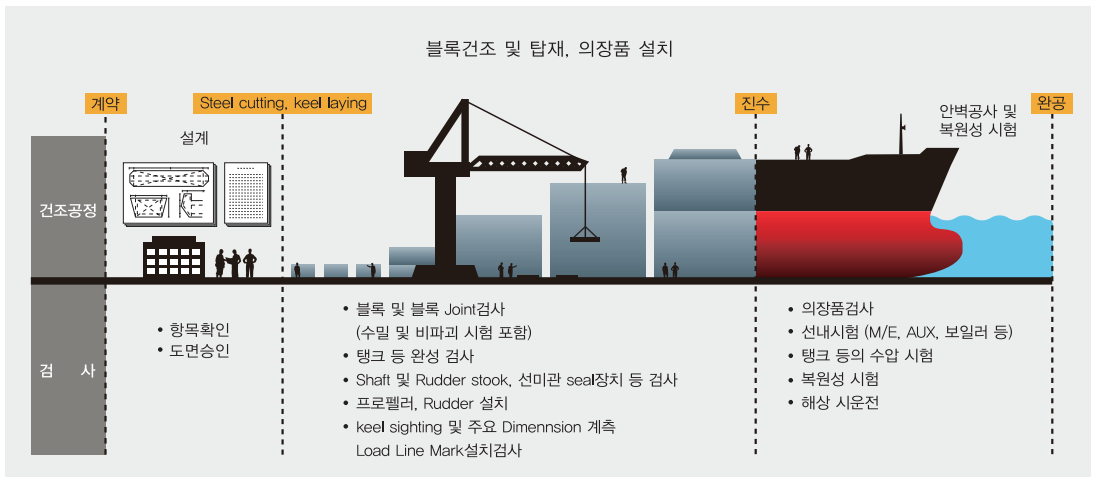 블록건조 및 탑재, 의장품 설치
계약
Steel cutting, keel laying
진수
완공
설계
안벽공사 및
복원성 시험
건조공정
검 사
• 항목확인
• 도면승인
• 블록 및 블록 Joint검사
(수밀 및 비파괴 시험 포함)
• 탱크 등 완성 검사
• Shaft 및 Rudder stook, 선미관 seal장치 등 검사
• 프로펠러, Rudder 설치
• keel sighting 및 주요 Dimennsion 계측
Load Line Mark설치검사
• 의장품검사
• 선내시험 (M/E, AUX, 보일러 등)
• 탱크 등의 수압 시험
• 복원성 시험
• 해상 시운전